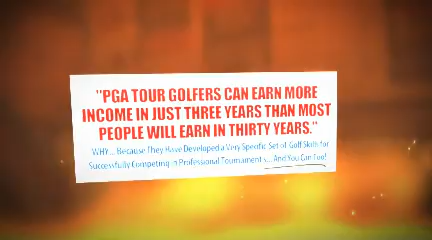 "PGA TOUR GOLFERS CAN EARN MORE
INCOME IN JUST THREE YEARS THAN MOST
PEOPLE WILL EARN IN THIRTY YEARS."
WHY... Because They Have Developed a Very Specific Set of Golf Skills for
Successfully Competing in Professional Tournaments... And You Can Too!